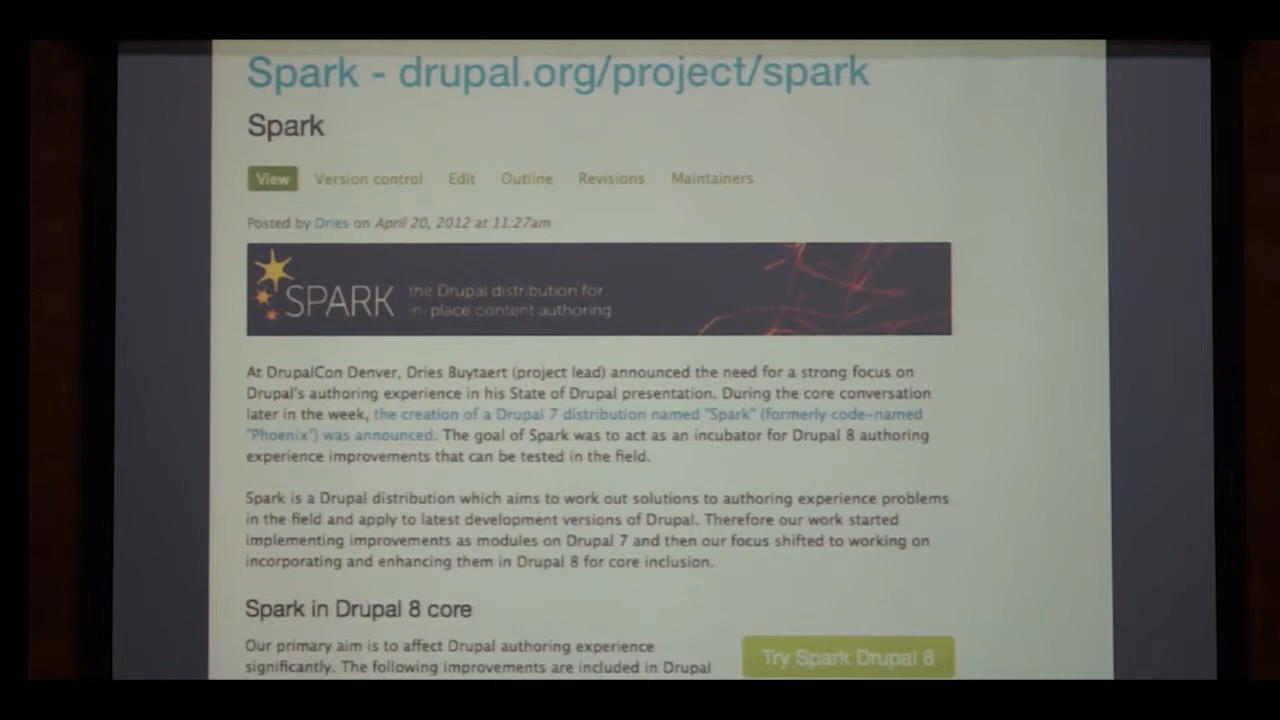 Spark - drupal.org/project/spark
Spark
View Version control Edit Outline Revisions Maintainers
Posted by Dries on April 20, 2012 at 11:27am
SPARK the Drupal distribution for
in-place content authoring
At DrupalCon Denver, Dries Buytaert (project lead) announced the need for a strong focus on
Drupal's authoring experience in his State of Drupal presentation. During the core conversation
later in the week, the creation of a Drupal 7 distribution named "Spark" (formerly code-named
"Phoenix") was announced. The goal of Spark was to act as an incubator for Drupal 8 authoring
experience improvements that can be tested in the field.
Spark is a Drupal distribution which aims to work out solutions to authoring experience problems
in the field and apply to latest development versions of Drupal. Therefore our work started
implementing improvements as modules on Drupal 7 and then our focus shifted to working on
incorporating and enhancing them in Drupal 8 for core inclusion.
Spark in Drupal 8 core
Our primary aim is to affect Drupal authoring experience
significantly. The following improvements are included in Drupal
Try Spark Drupal 8